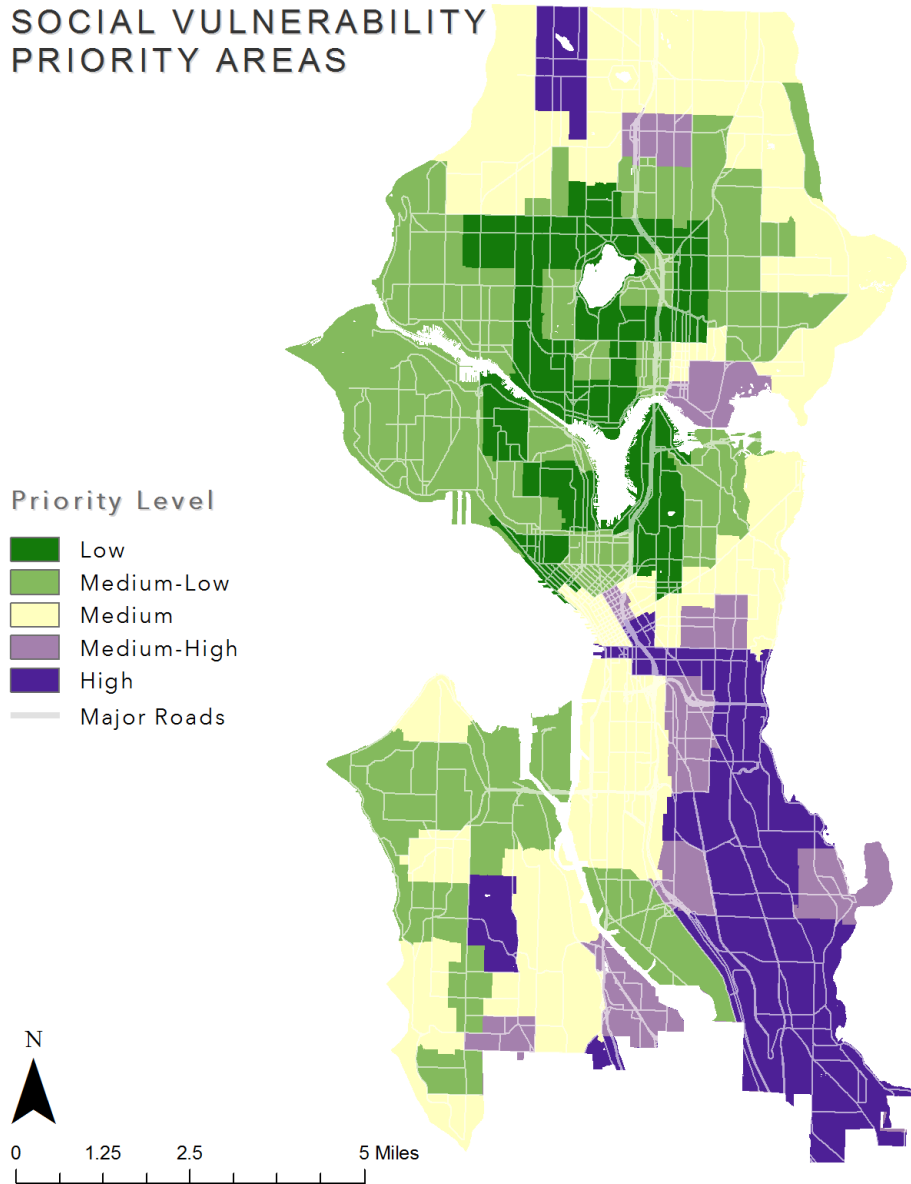 SOCIAL VULNERABILITY
PRIORITY AREAS
Priority Level
Low
Medium-Low
Medium
Medium-High
High
Major Roads
N
0 1.25 2.5 5 Miles